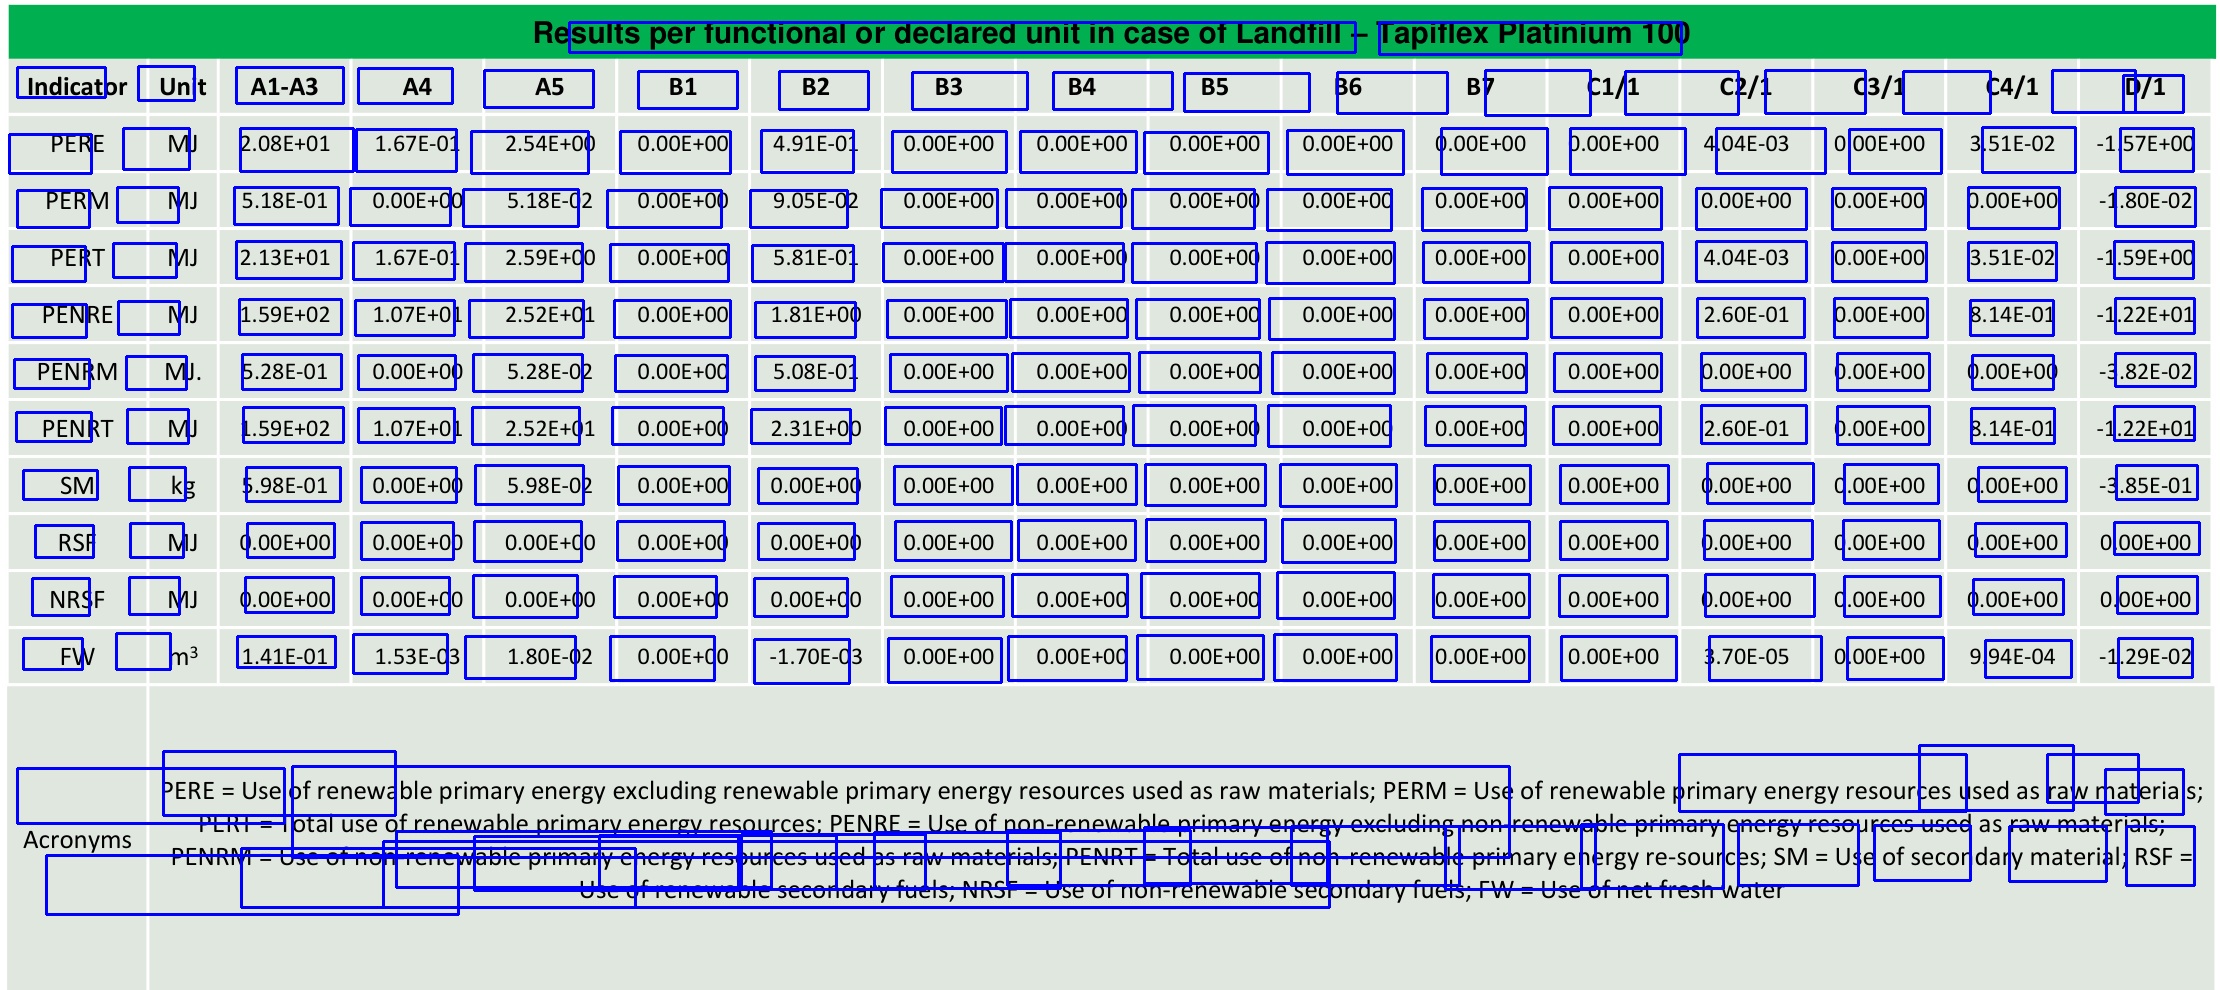 Results per functional or declared unit in case of Landfill – Tapiflex Platinium 100
Indicator Unit A1-A3 A4 A5 B1 B2 B3 B4 B5 B6 B7 C1/1 C2/1 C3/1 C4/1 D/1
PERE MJ 2.08E+01 1.67E-01 2.54E+00 0.00E+00 4.91E-01 0.00E+00 0.00E+00 0.00E+00 0.00E+00 0.00E+00 0.00E+00 4.04E-03 0.00E+00 3.51E-02 -1.57E+00
PERM MJ 5.18E-01 0.00E+00 5.18E-02 0.00E+00 9.05E-02 0.00E+00 0.00E+00 0.00E+00 0.00E+00 0.00E+00 0.00E+00 0.00E+00 0.00E+00 0.00E+00 -1.80E-02
PERT MJ 2.13E+01 1.67E-01 2.59E+00 0.00E+00 5.81E-01 0.00E+00 0.00E+00 0.00E+00 0.00E+00 0.00E+00 0.00E+00 4.04E-03 0.00E+00 3.51E-02 -1.59E+00
PENRE MJ 1.59E+02 1.07E+01 2.52E+01 0.00E+00 1.81E+00 0.00E+00 0.00E+00 0.00E+00 0.00E+00 0.00E+00 0.00E+00 2.60E-01 0.00E+00 8.14E-01 -1.22E+01
PENRM MJ. 5.28E-01 0.00E+00 5.28E-02 0.00E+00 5.08E-01 0.00E+00 0.00E+00 0.00E+00 0.00E+00 0.00E+00 0.00E+00 0.00E+00 0.00E+00 0.00E+00 -3.82E-02
PENRT MJ 1.59E+02 1.07E+01 2.52E+01 0.00E+00 2.31E+00 0.00E+00 0.00E+00 0.00E+00 0.00E+00 0.00E+00 0.00E+00 2.60E-01 0.00E+00 8.14E-01 -1.22E+01
SM kg 5.98E-01 0.00E+00 5.98E-02 0.00E+00 0.00E+00 0.00E+00 0.00E+00 0.00E+00 0.00E+00 0.00E+00 0.00E+00 0.00E+00 0.00E+00 0.00E+00 -3.85E-01
RSF MJ 0.00E+00 0.00E+00 0.00E+00 0.00E+00 0.00E+00 0.00E+00 0.00E+00 0.00E+00 0.00E+00 0.00E+00 0.00E+00 0.00E+00 0.00E+00 0.00E+00 0.00E+00
NRSF MJ 0.00E+00 0.00E+00 0.00E+00 0.00E+00 0.00E+00 0.00E+00 0.00E+00 0.00E+00 0.00E+00 0.00E+00 0.00E+00 0.00E+00 0.00E+00 0.00E+00 0.00E+00
FW m³ 1.41E-01 1.53E-03 1.80E-02 0.00E+00 -1.70E-03 0.00E+00 0.00E+00 0.00E+00 0.00E+00 0.00E+00 0.00E+00 3.70E-05 0.00E+00 9.94E-04 -1.29E-02
Acronyms
PERE = Use of renewable primary energy excluding renewable primary energy resources used as raw materials; PERM = Use of renewable primary energy resources used as raw materials;
PERT = Total use of renewable primary energy resources; PENRE = Use of non-renewable primary energy excluding non-renewable primary energy resources used as raw materials;
PENRM = Use of non-renewable primary energy resources used as raw materials; PENRT = Total use of non-renewable primary energy re-sources; SM = Use of secondary material; RSF =
Use of renewable secondary fuels; NRSF = Use of non-renewable secondary fuels; FW = Use of net fresh water